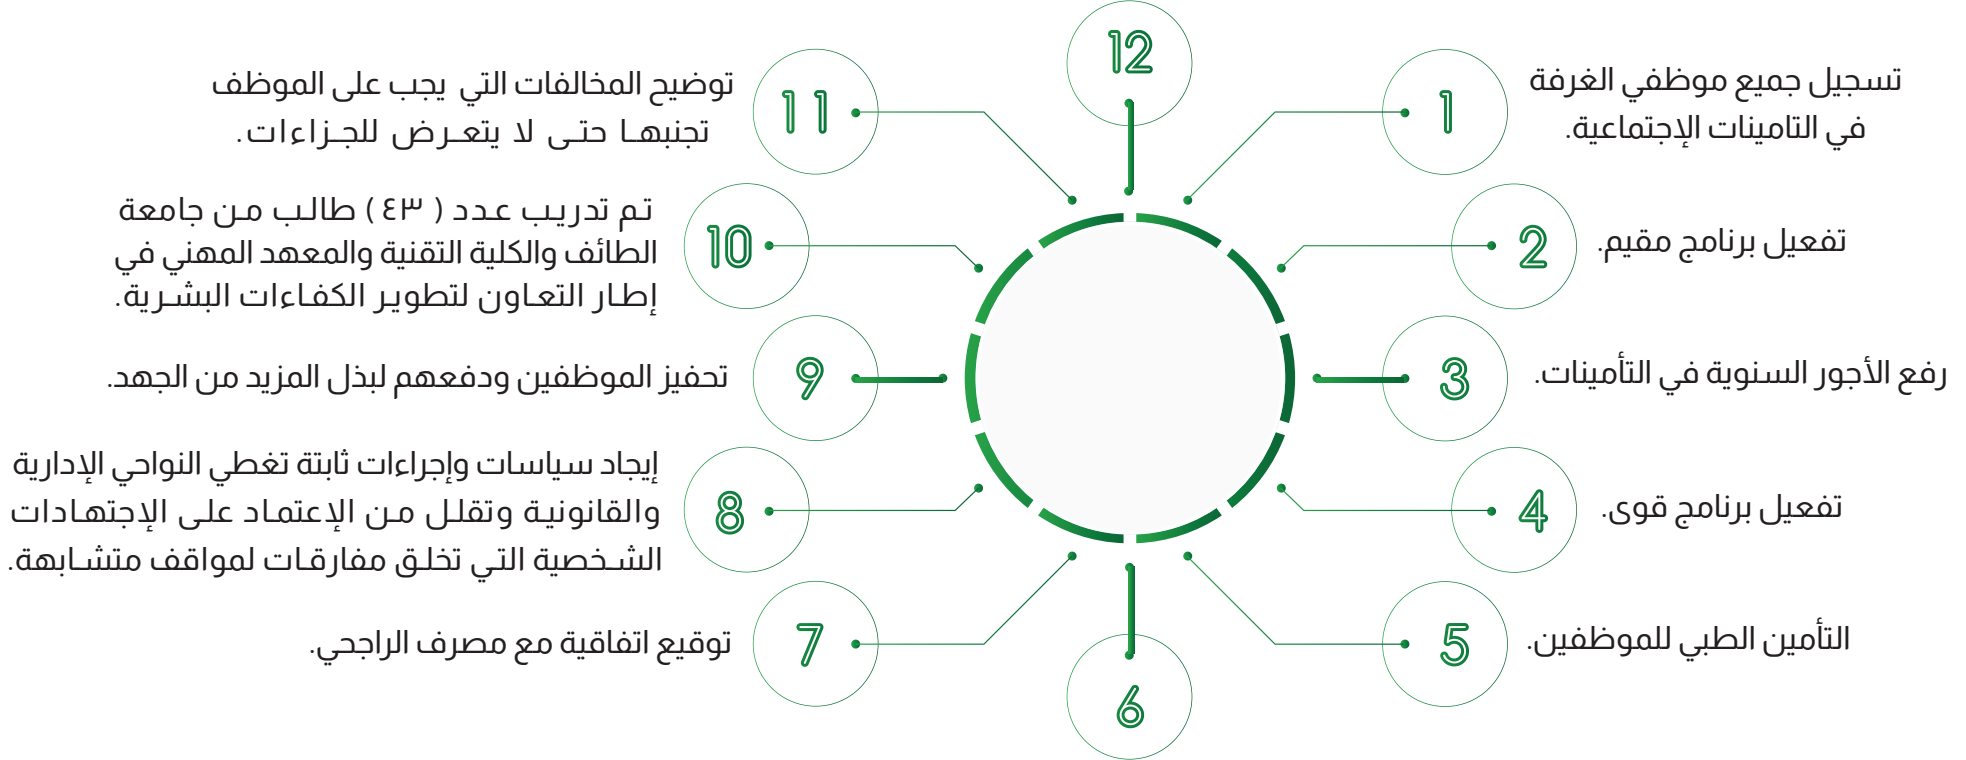 12
1
تسجيل جميع موظفي الغرفة
في التامينات الإجتماعية.
2
تفعيل برنامج مقيم.
3
رفع الأجور السنوية في التأمينات.
4
تفعيل برنامج قوى.
5
التأمين الطبي للموظفين.
6
7
توقيع اتفاقية مع مصرف الراجحي.
8
إيجاد سياسات وإجراءات ثابتة تغطي النواحي الإدارية
والقانونية وتقلل من الإعتماد على الإجتهادات
الشخصية التي تخلق مفارقات لمواقف متشابهة.
9
تحفيز الموظفين ودفعهم لبذل المزيد من الجهد.
10
تم تدريب عدد ( ٤٣ ) طالب من جامعة
الطائف والكلية التقنية والمعهد المهني في
إطار التعاون لتطوير الكفاءات البشرية.
11
توضيح المخالفات التي يجب على الموظف
تجنبها حتى لا يتعرض للجزاءات.